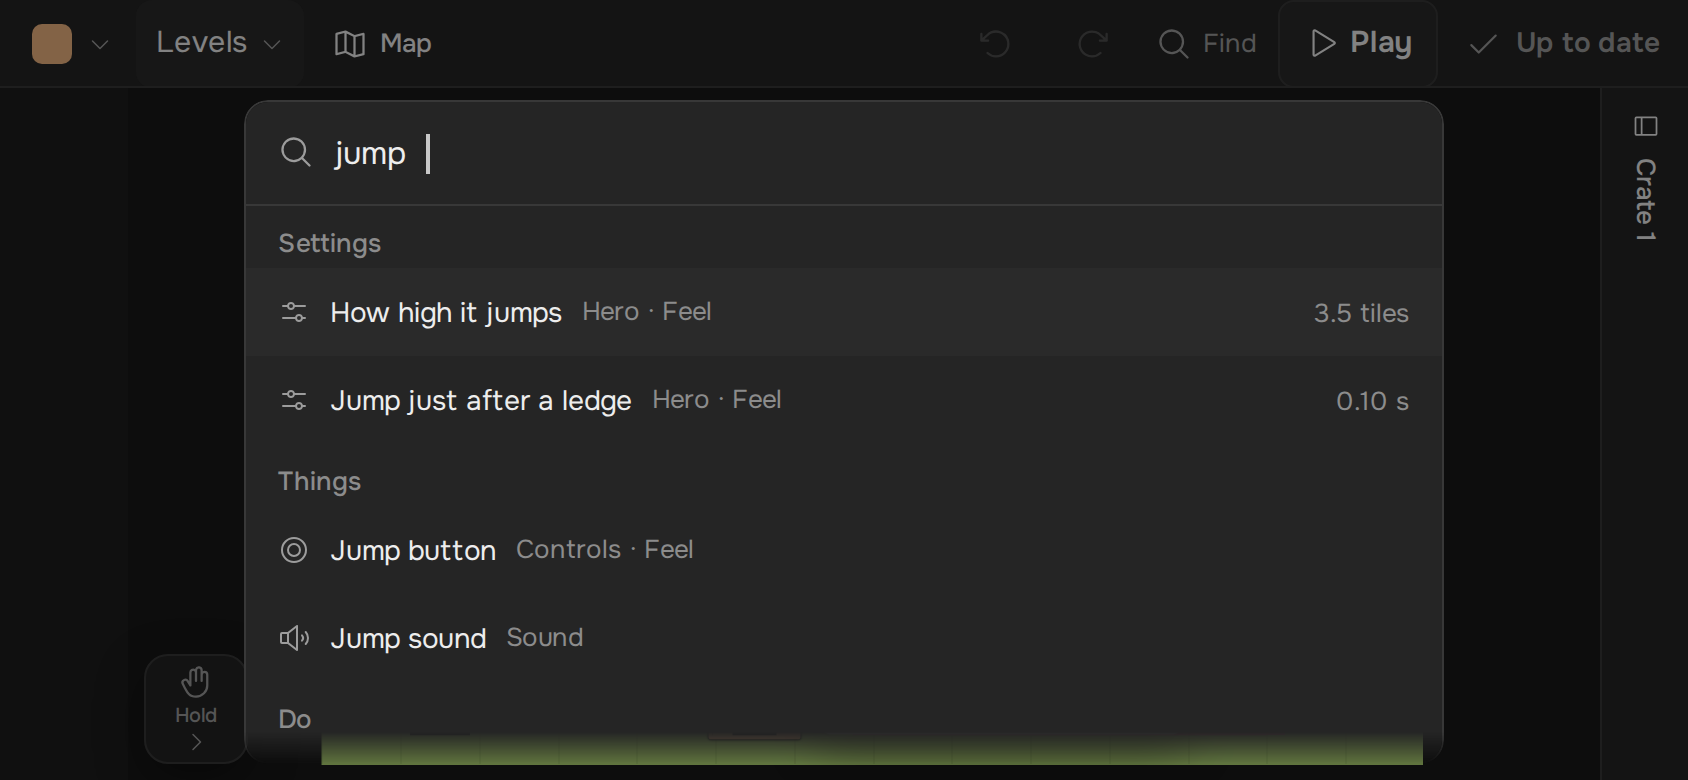 Levels
Map
Find
Play
Up to date
jump
Crate 1
Settings
How high it jumps Hero · Feel 3.5 tiles
Jump just after a ledge Hero · Feel 0.10 s
Things
Jump button Controls · Feel
Jump sound Sound
Hold
Do